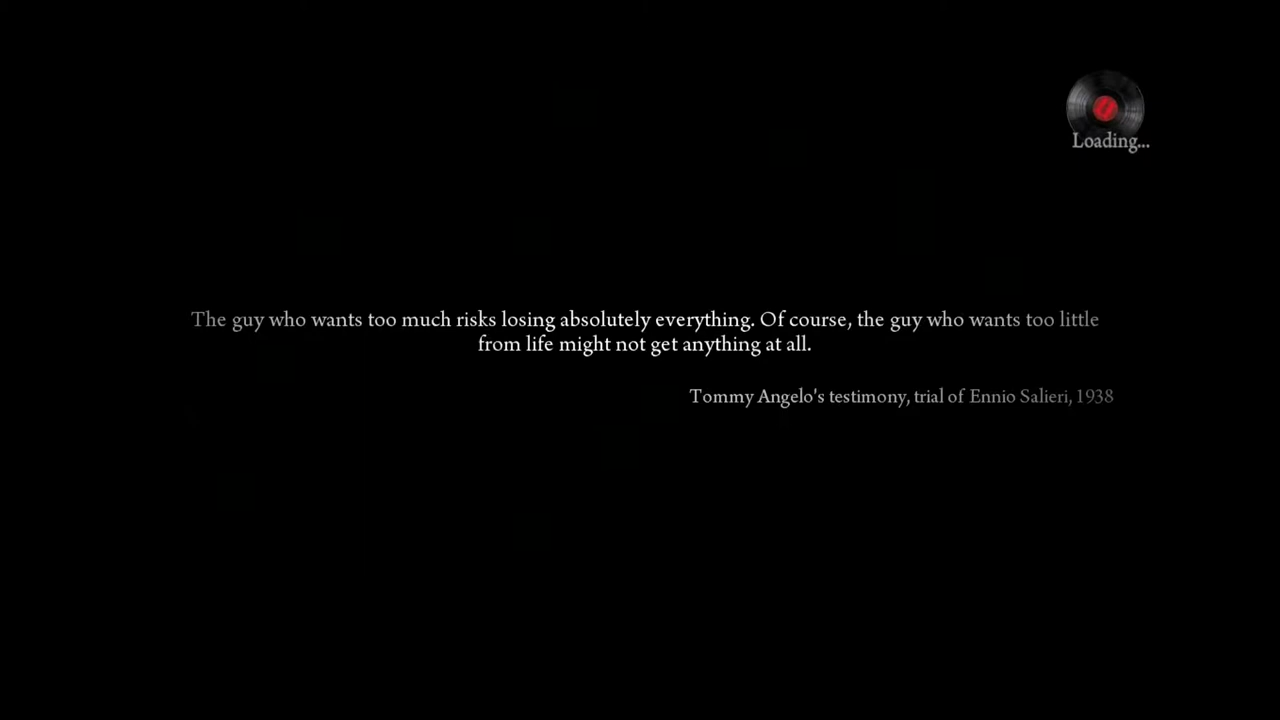 Loading...
The guy who wants too much risks losing absolutely everything. Of course, the guy who wants too little
from life might not get anything at all.
Tommy Angelo's testimony, trial of Ennio Salieri, 1938